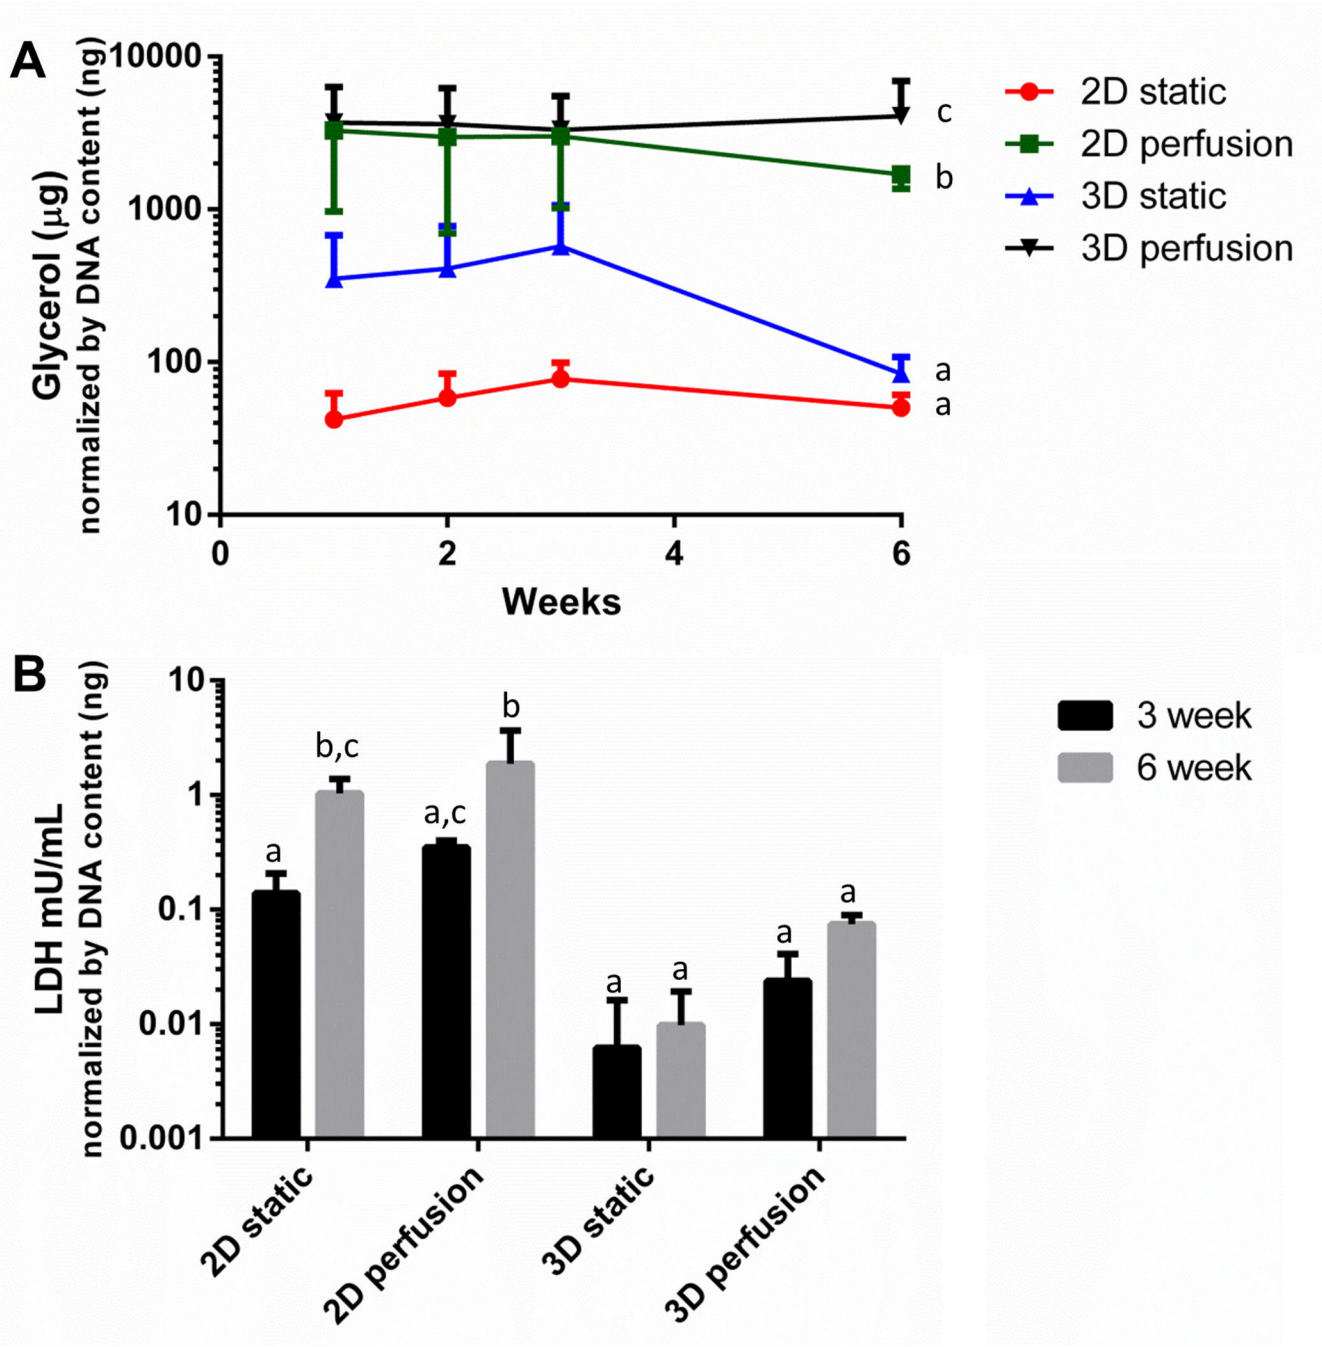 A
Glycerol (µg)
normalized by DNA content (ng)
10000
1000
100
10
0
2
4
6
Weeks
c
b
a
a
2D static
2D perfusion
3D static
3D perfusion
B
LDH mU/mL
normalized by DNA content (ng)
10
1
0.1
0.01
0.001
a
b,c
a,c
b
a
a
a
a
2D static
2D perfusion
3D static
3D perfusion
3 week
6 week